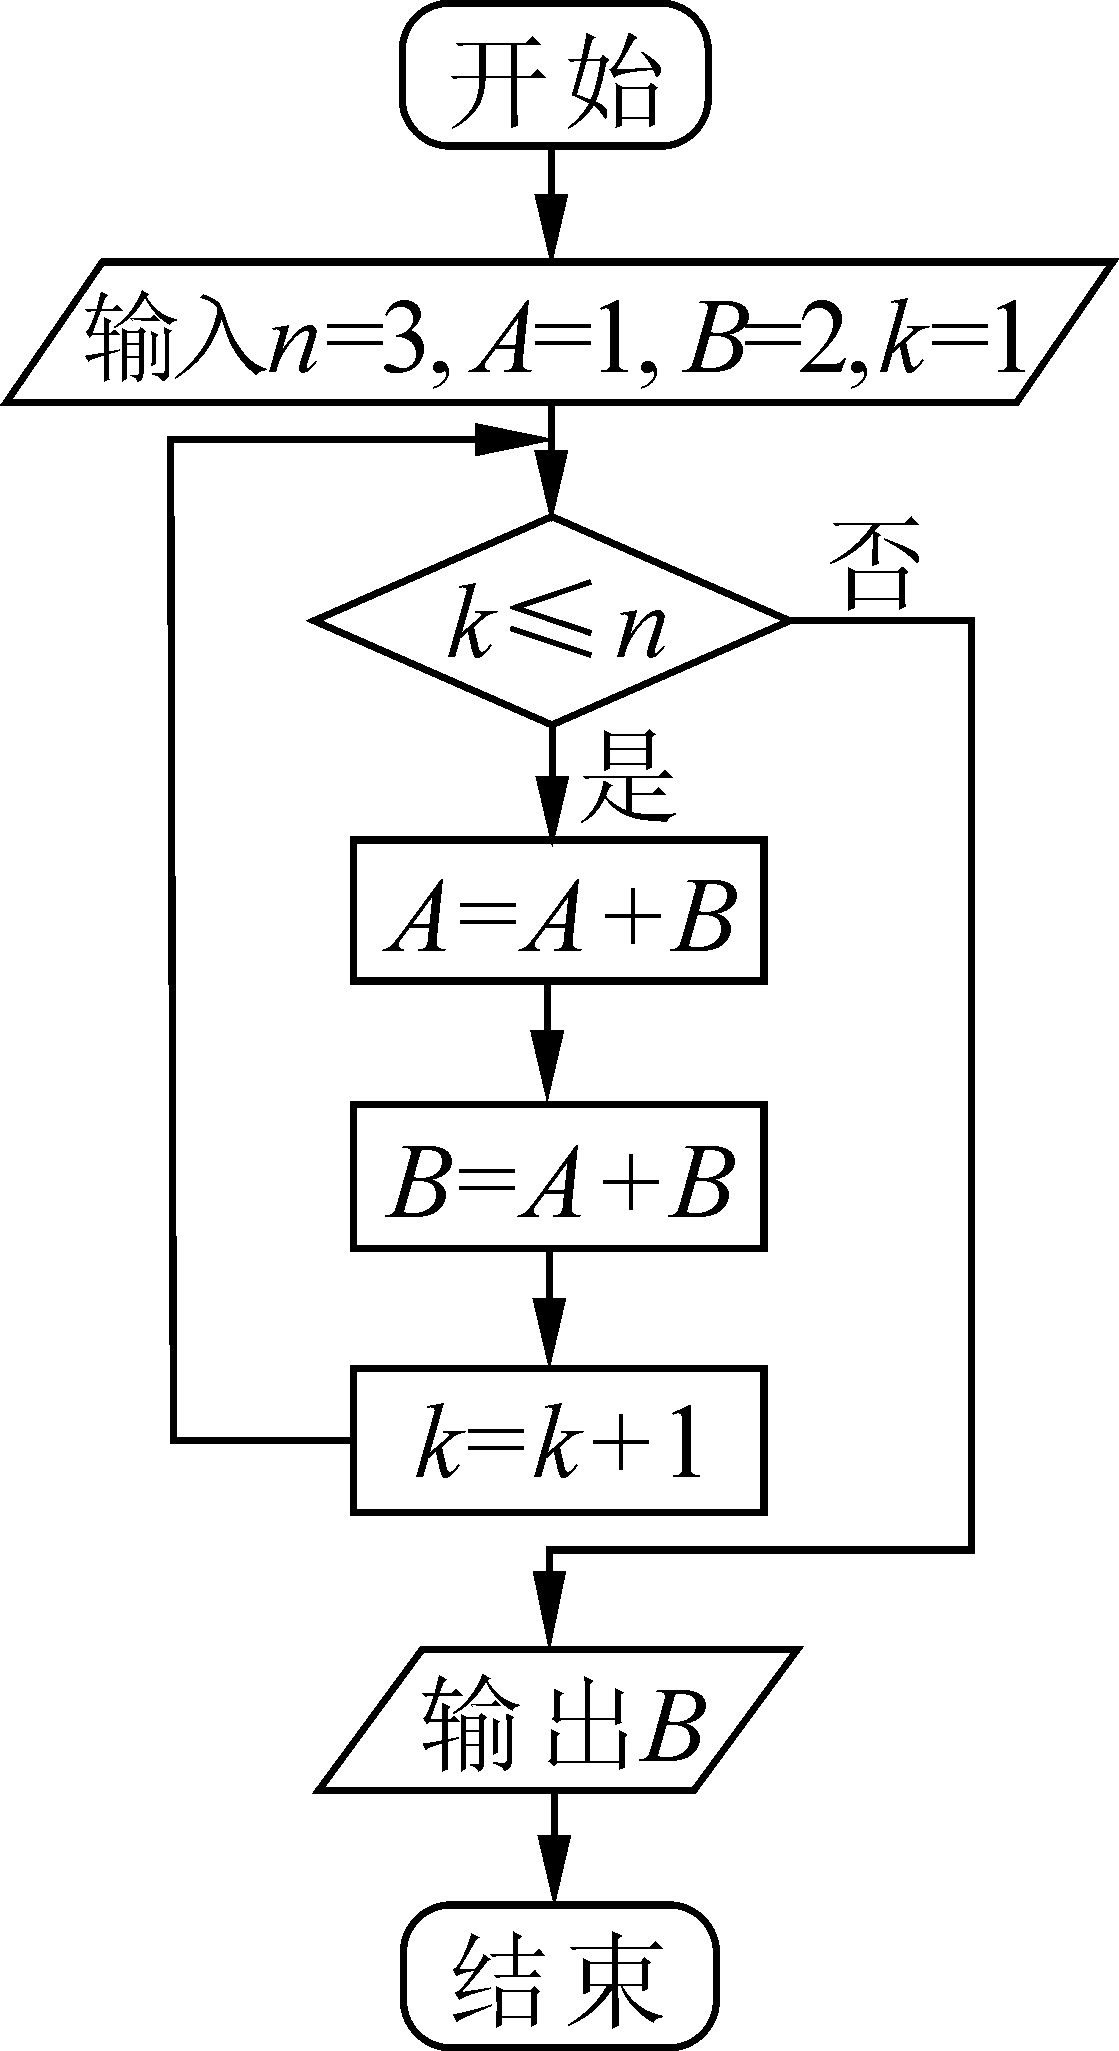 开始
输入n=3, A=1, B=2, k=1
k≤n
否
是
A=A+B
B=A+B
k=k+1
输出B
结束